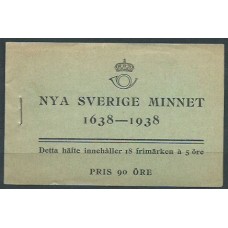 NYA SVERIGE MINNET
1638—1938
Detta häfte innehåller 18 frimärken à 5 öre
PRIS 90 ÖRE